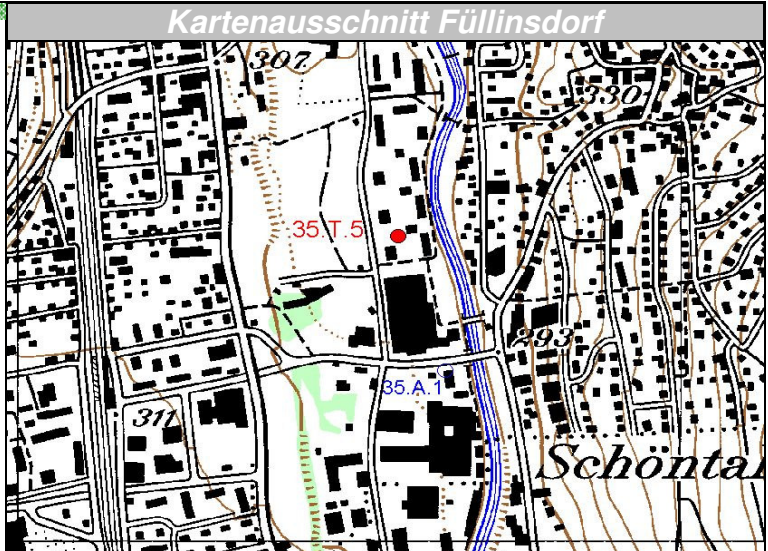 Kartenausschnitt Füllinsdorf
307
330
35.T.5
293
35.A.1
311
Schöntal